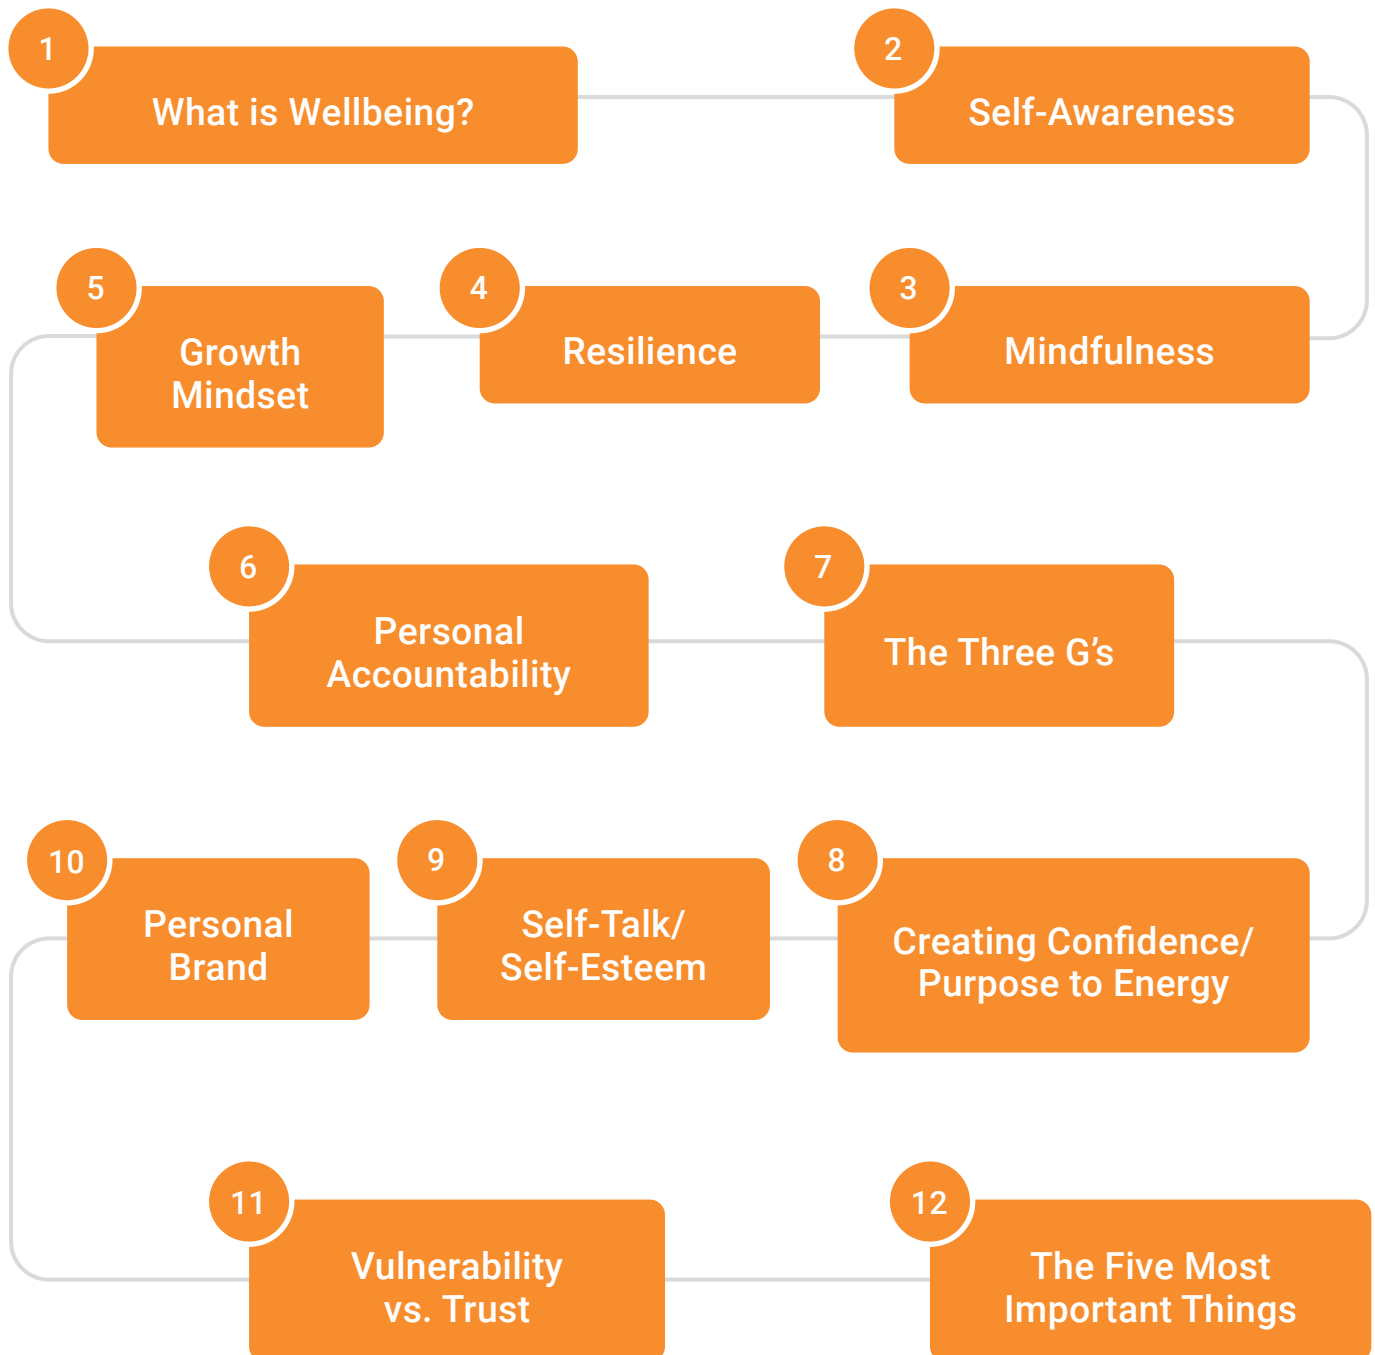 1
What is Wellbeing?
2
Self-Awareness
3
Mindfulness
4
Resilience
5
Growth
Mindset
6
Personal
Accountability
7
The Three G’s
8
Creating Confidence/
Purpose to Energy
9
Self-Talk/
Self-Esteem
10
Personal
Brand
11
Vulnerability
vs. Trust
12
The Five Most
Important Things